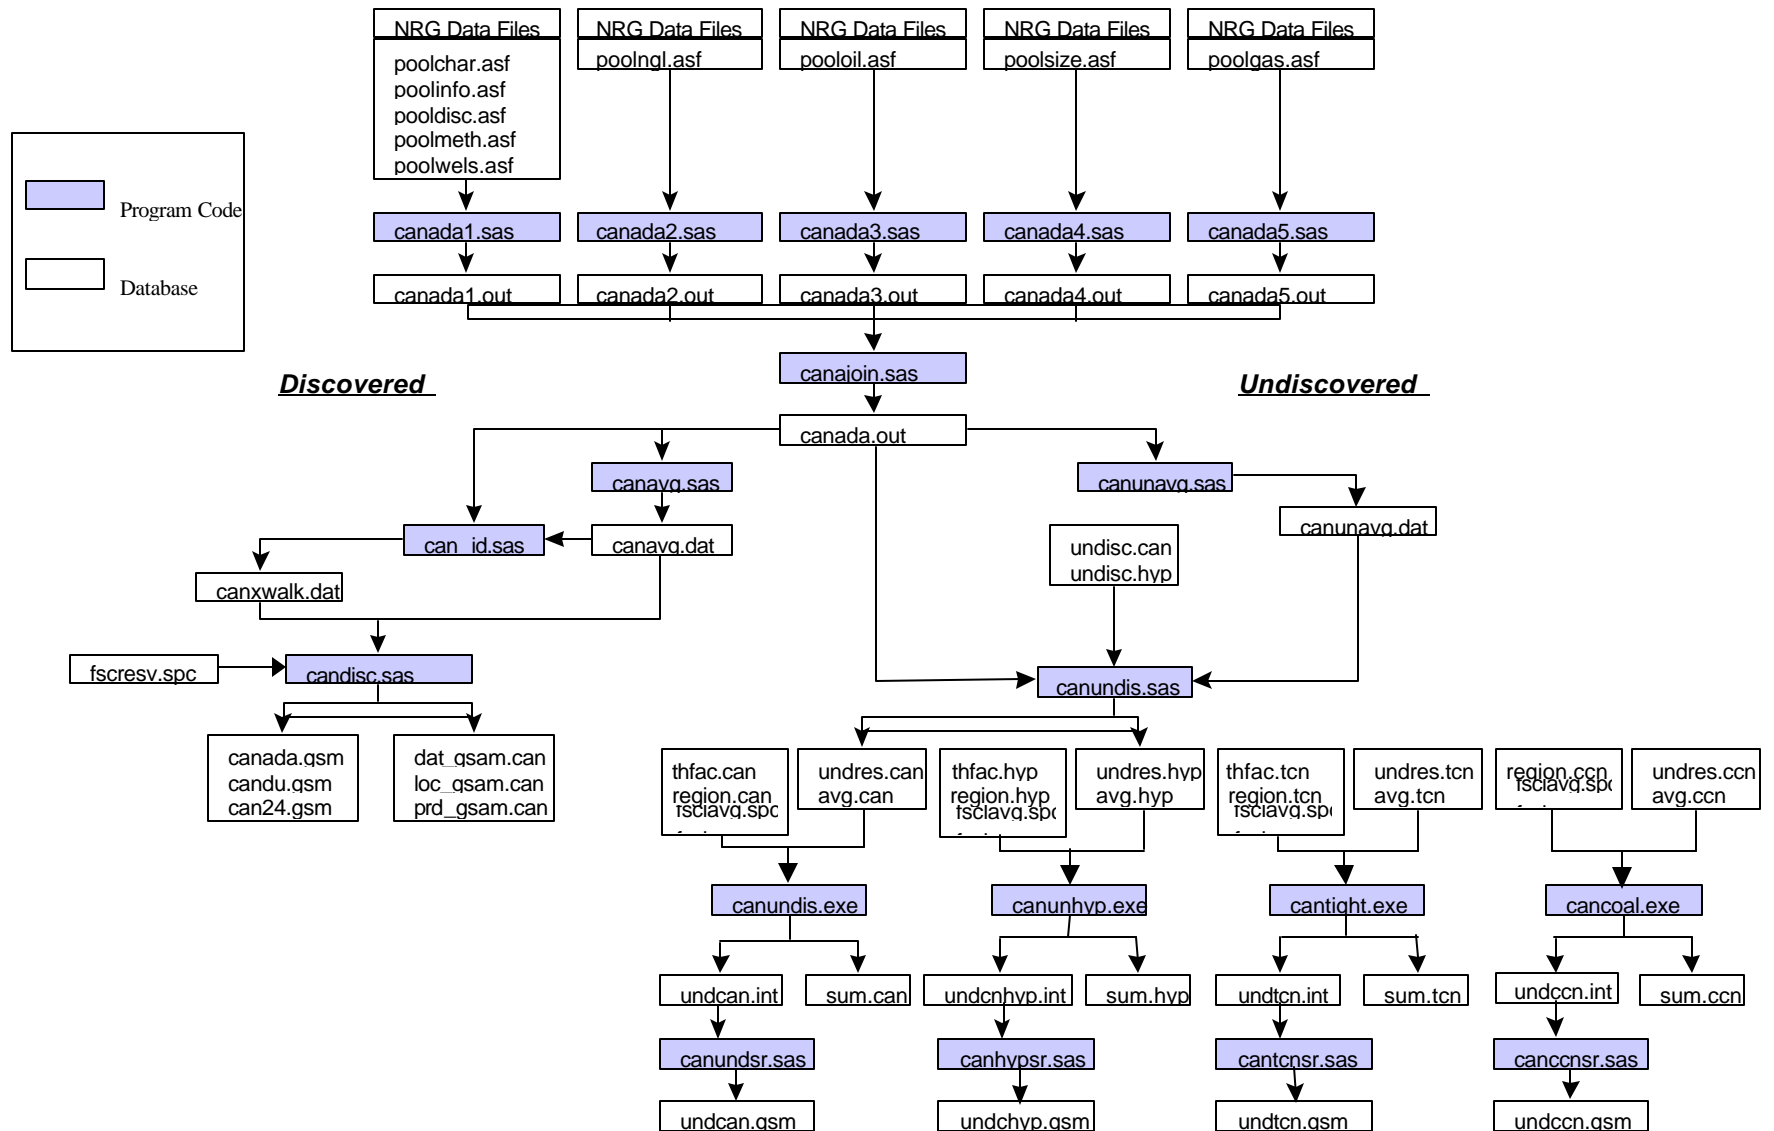 NRG Data Files
NRG Data Files
NRG Data Files
NRG Data Files
NRG Data Files
poolchar.asf
poolinfo.asf
pooldisc.asf
poolmeth.asf
poolwels.asf
poolngl.asf
pooloil.asf
poolsize.asf
poolgas.asf
Program Code
Database
canada1.sas
canada2.sas
canada3.sas
canada4.sas
canada5.sas
canada1.out
canada2.out
canada3.out
canada4.out
canada5.out
canajoin.sas
Discovered
Undiscovered
canada.out
canavg.sas
canunavg.sas
can_id.sas
canavg.dat
canunavg.dat
undisc.can
undisc.hyp
canxwalk.dat
fscresv.spc
candisc.sas
canundis.sas
canada.gsm
candu.gsm
can24.gsm
dat_gsam.can
loc_gsam.can
prd_gsam.can
thfac.can
region.can
fsclavg.spc
undres.can
avg.can
thfac.hyp
region.hyp
fsclavg.spc
undres.hyp
avg.hyp
thfac.tcn
region.tcn
fsclavg.spc
undres.tcn
avg.tcn
region.ccn
fsclavg.spc
undres.ccn
avg.ccn
canundis.exe
canunhyp.exe
cantight.exe
cancoal.exe
undcan.int
sum.can
undcnhyp.int
sum.hyp
undtcn.int
sum.tcn
undccn.int
sum.ccn
canundsr.sas
canhypsr.sas
cantcnsr.sas
canccnsr.sas
undcan.gsm
undchyp.gsm
undtcn.gsm
undccn.gsm